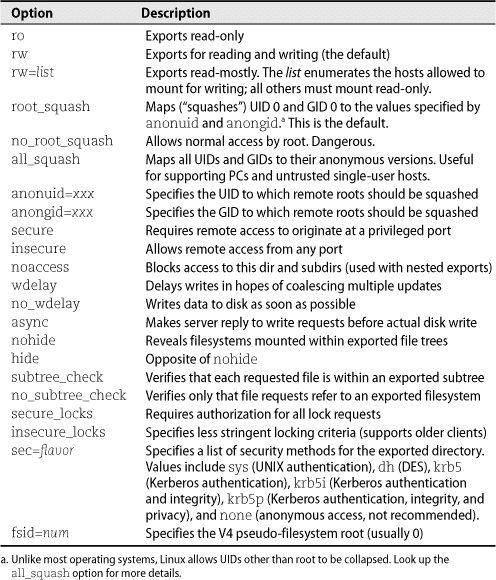 Option Description
ro Exports read-only
rw Exports for reading and writing (the default)
rw=list Exports read-mostly. The list enumerates the hosts allowed to
mount for writing; all others must mount read-only.
root_squash Maps (“squashes”) UID 0 and GID 0 to the values specified by
anonuid and anongid.a This is the default.
no_root_squash Allows normal access by root. Dangerous.
all_squash Maps all UIDs and GIDs to their anonymous versions. Useful
for supporting PCs and untrusted single-user hosts.
anonuid=xxx Specifies the UID to which remote roots should be squashed
anongid=xxx Specifies the GID to which remote roots should be squashed
secure Requires remote access to originate at a privileged port
insecure Allows remote access from any port
noaccess Blocks access to this dir and subdirs (used with nested exports)
wdelay Delays writes in hopes of coalescing multiple updates
no_wdelay Writes data to disk as soon as possible
async Makes server reply to write requests before actual disk write
nohide Reveals filesystems mounted within exported file trees
hide Opposite of nohide
subtree_check Verifies that each requested file is within an exported subtree
no_subtree_check Verifies only that file requests refer to an exported filesystem
secure_locks Requires authorization for all lock requests
insecure_locks Specifies less stringent locking criteria (supports older clients)
sec=flavor Specifies a list of security methods for the exported directory.
Values include sys (UNIX authentication), dh (DES), krb5
(Kerberos authentication), krb5i (Kerberos authentication
and integrity), krb5p (Kerberos authentication, integrity, and
privacy), and none (anonymous access, not recommended).
fsid=num Specifies the V4 pseudo-filesystem root (usually 0)
a. Unlike most operating systems, Linux allows UIDs other than root to be collapsed. Look up the
all_squash option for more details.